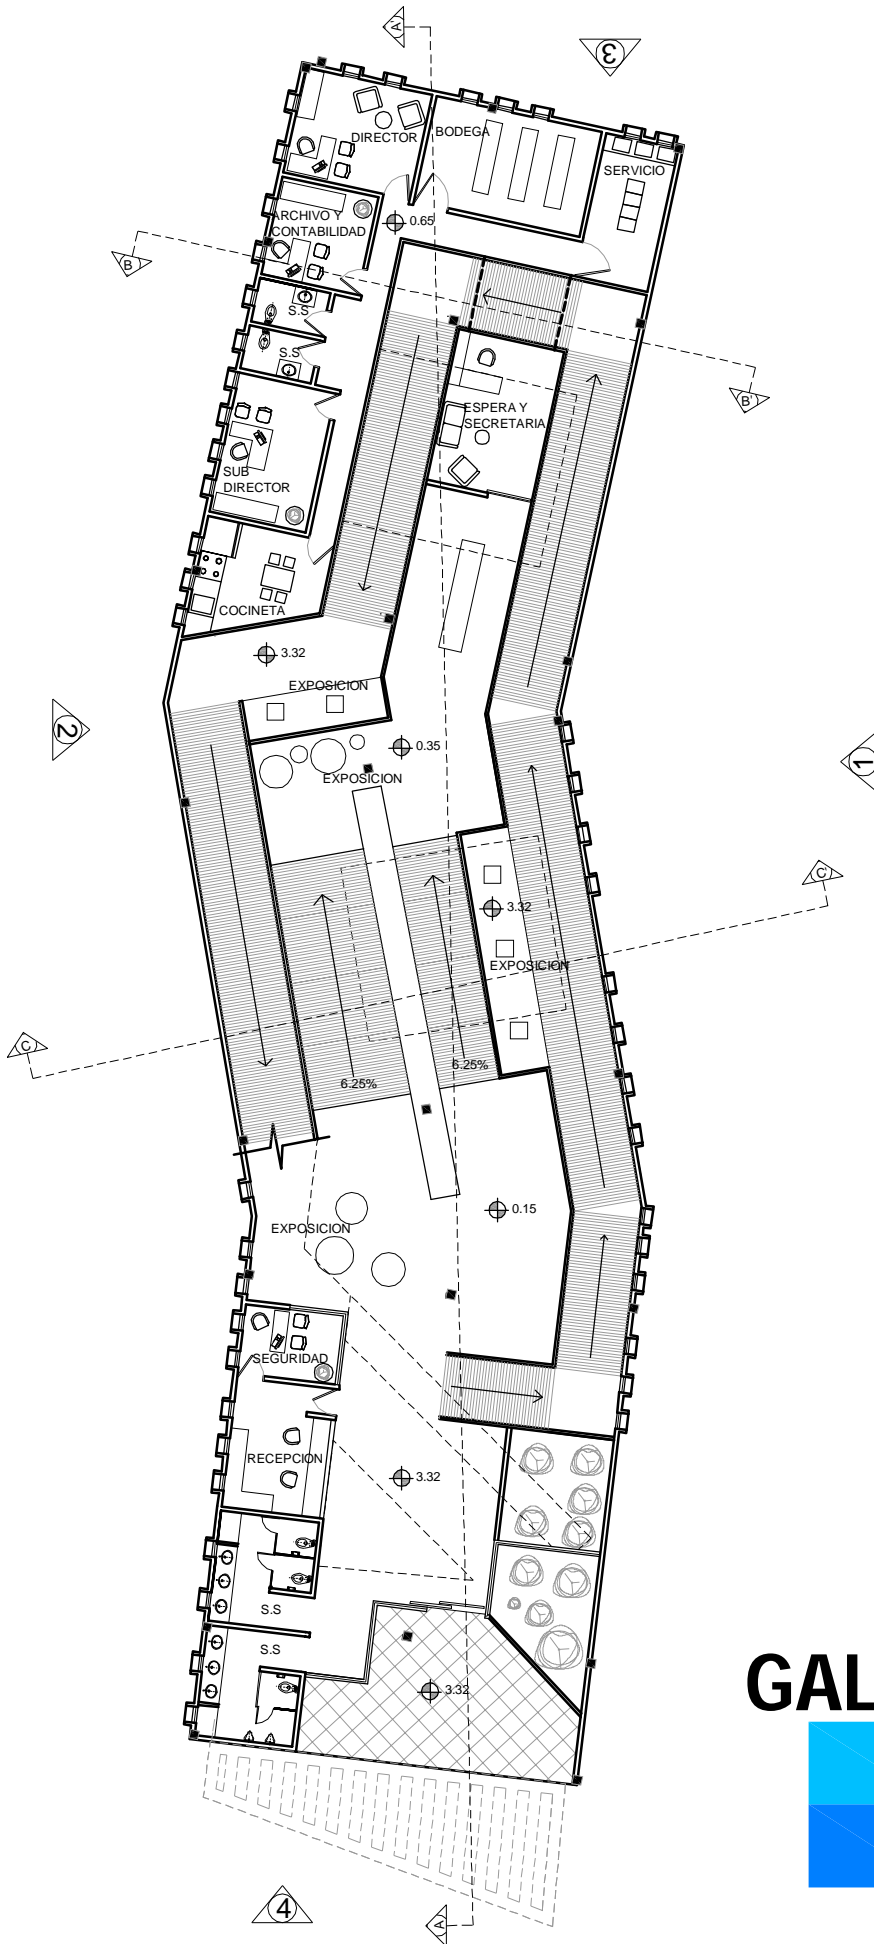 A'
3
DIRECTOR
BODEGA
SERVICIO
ARCHIVO Y
CONTABILIDAD
0.65
B
S.S
S.S
B'
ESPERA Y
SECRETARIA
SUB
DIRECTOR
COCINETA
3.32
EXPOSICION
2
0.35
1
EXPOSICION
C'
3.32
EXPOSICION
C
6.25%
6.25%
0.15
EXPOSICION
SEGURIDAD
RECEPCION
3.32
S.S
S.S
3.32
GAL
4
A